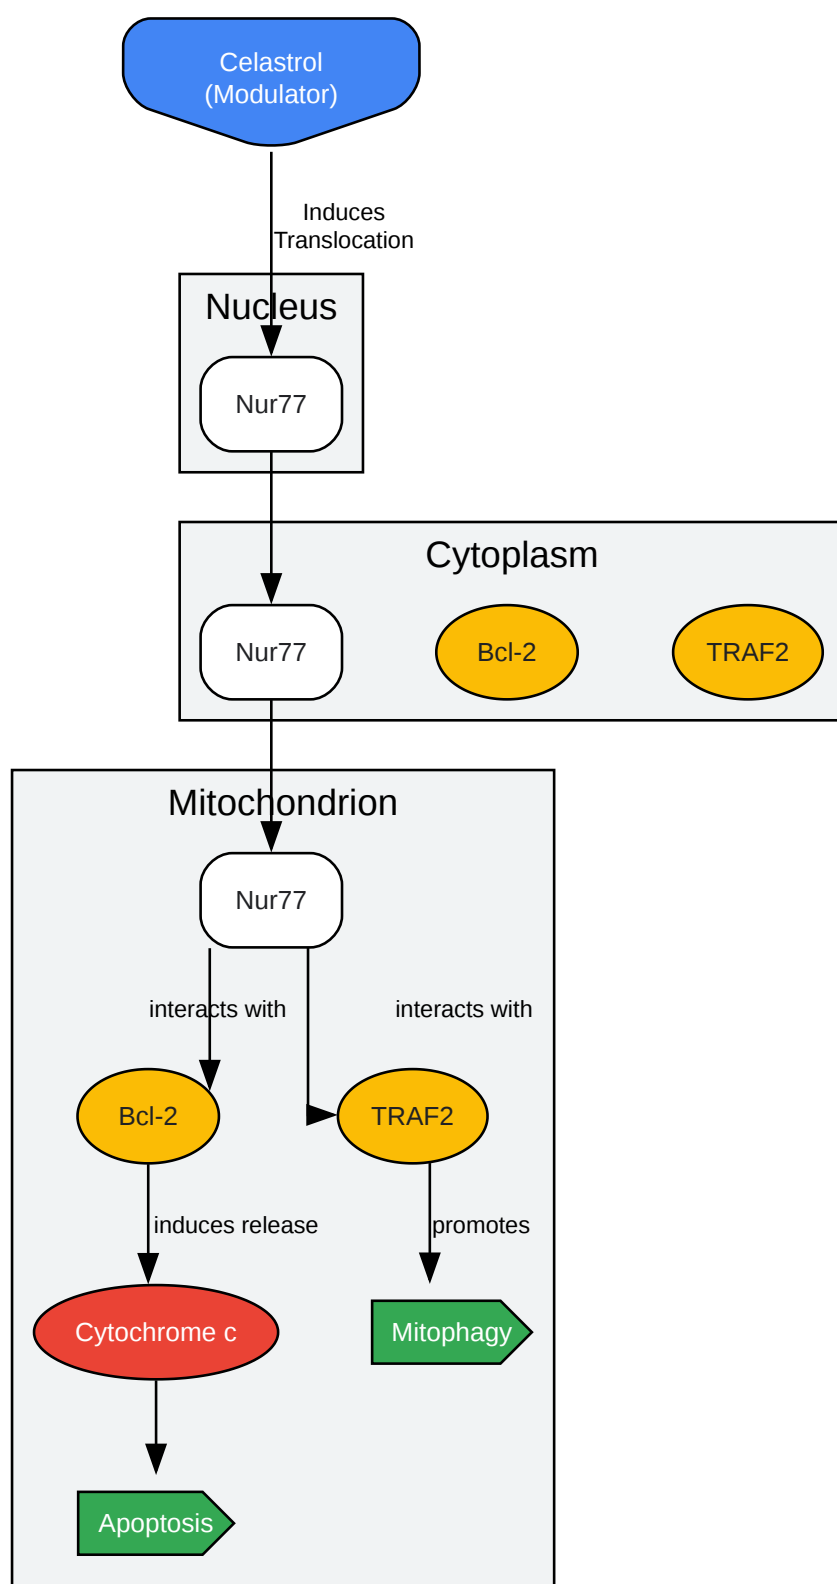 Celastrol
(Modulator)
Induces
Translocation
Nucleus
Nur77
Cytoplasm
Nur77
Bcl-2
TRAF2
Mitochondrion
Nur77
interacts with
interacts with
Bcl-2
TRAF2
induces release
promotes
Cytochrome c
Mitophagy
Apoptosis